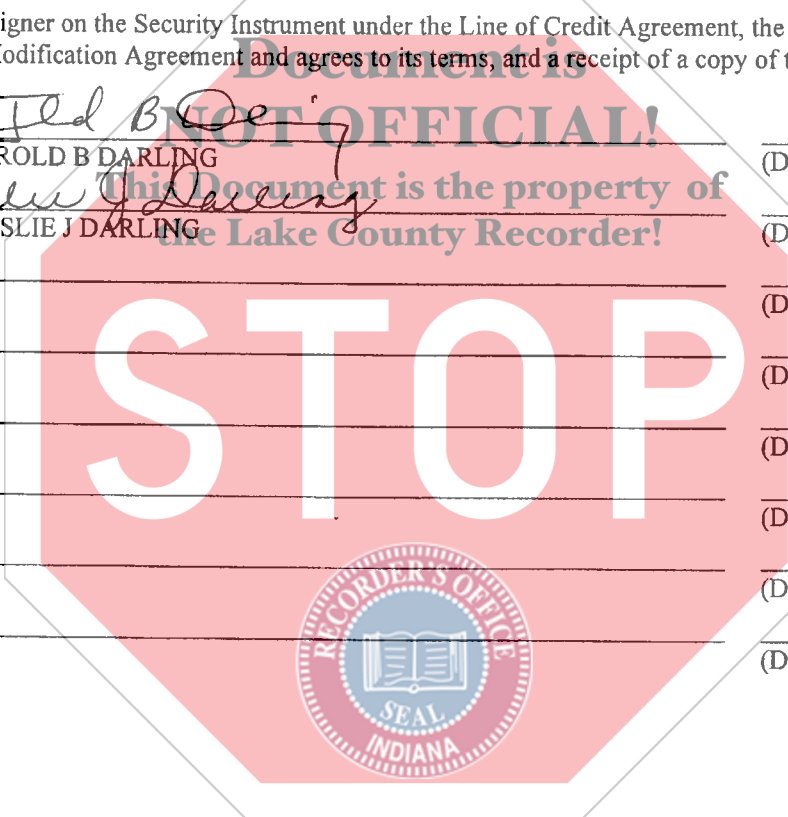 igner on the Security Instrument under the Line of Credit Agreement, the
odification Agreement and agrees to its terms, and a receipt of a copy of t
Document is
NOT OFFICIAL!
This Document is the property of
the Lake County Recorder!
ROLD B DARLING
SLIE J DARLING
(D
(D
(D
(D
(D
(D
(D
(D
STOP
RECORDER'S OFFICE
SEAL
INDIANA